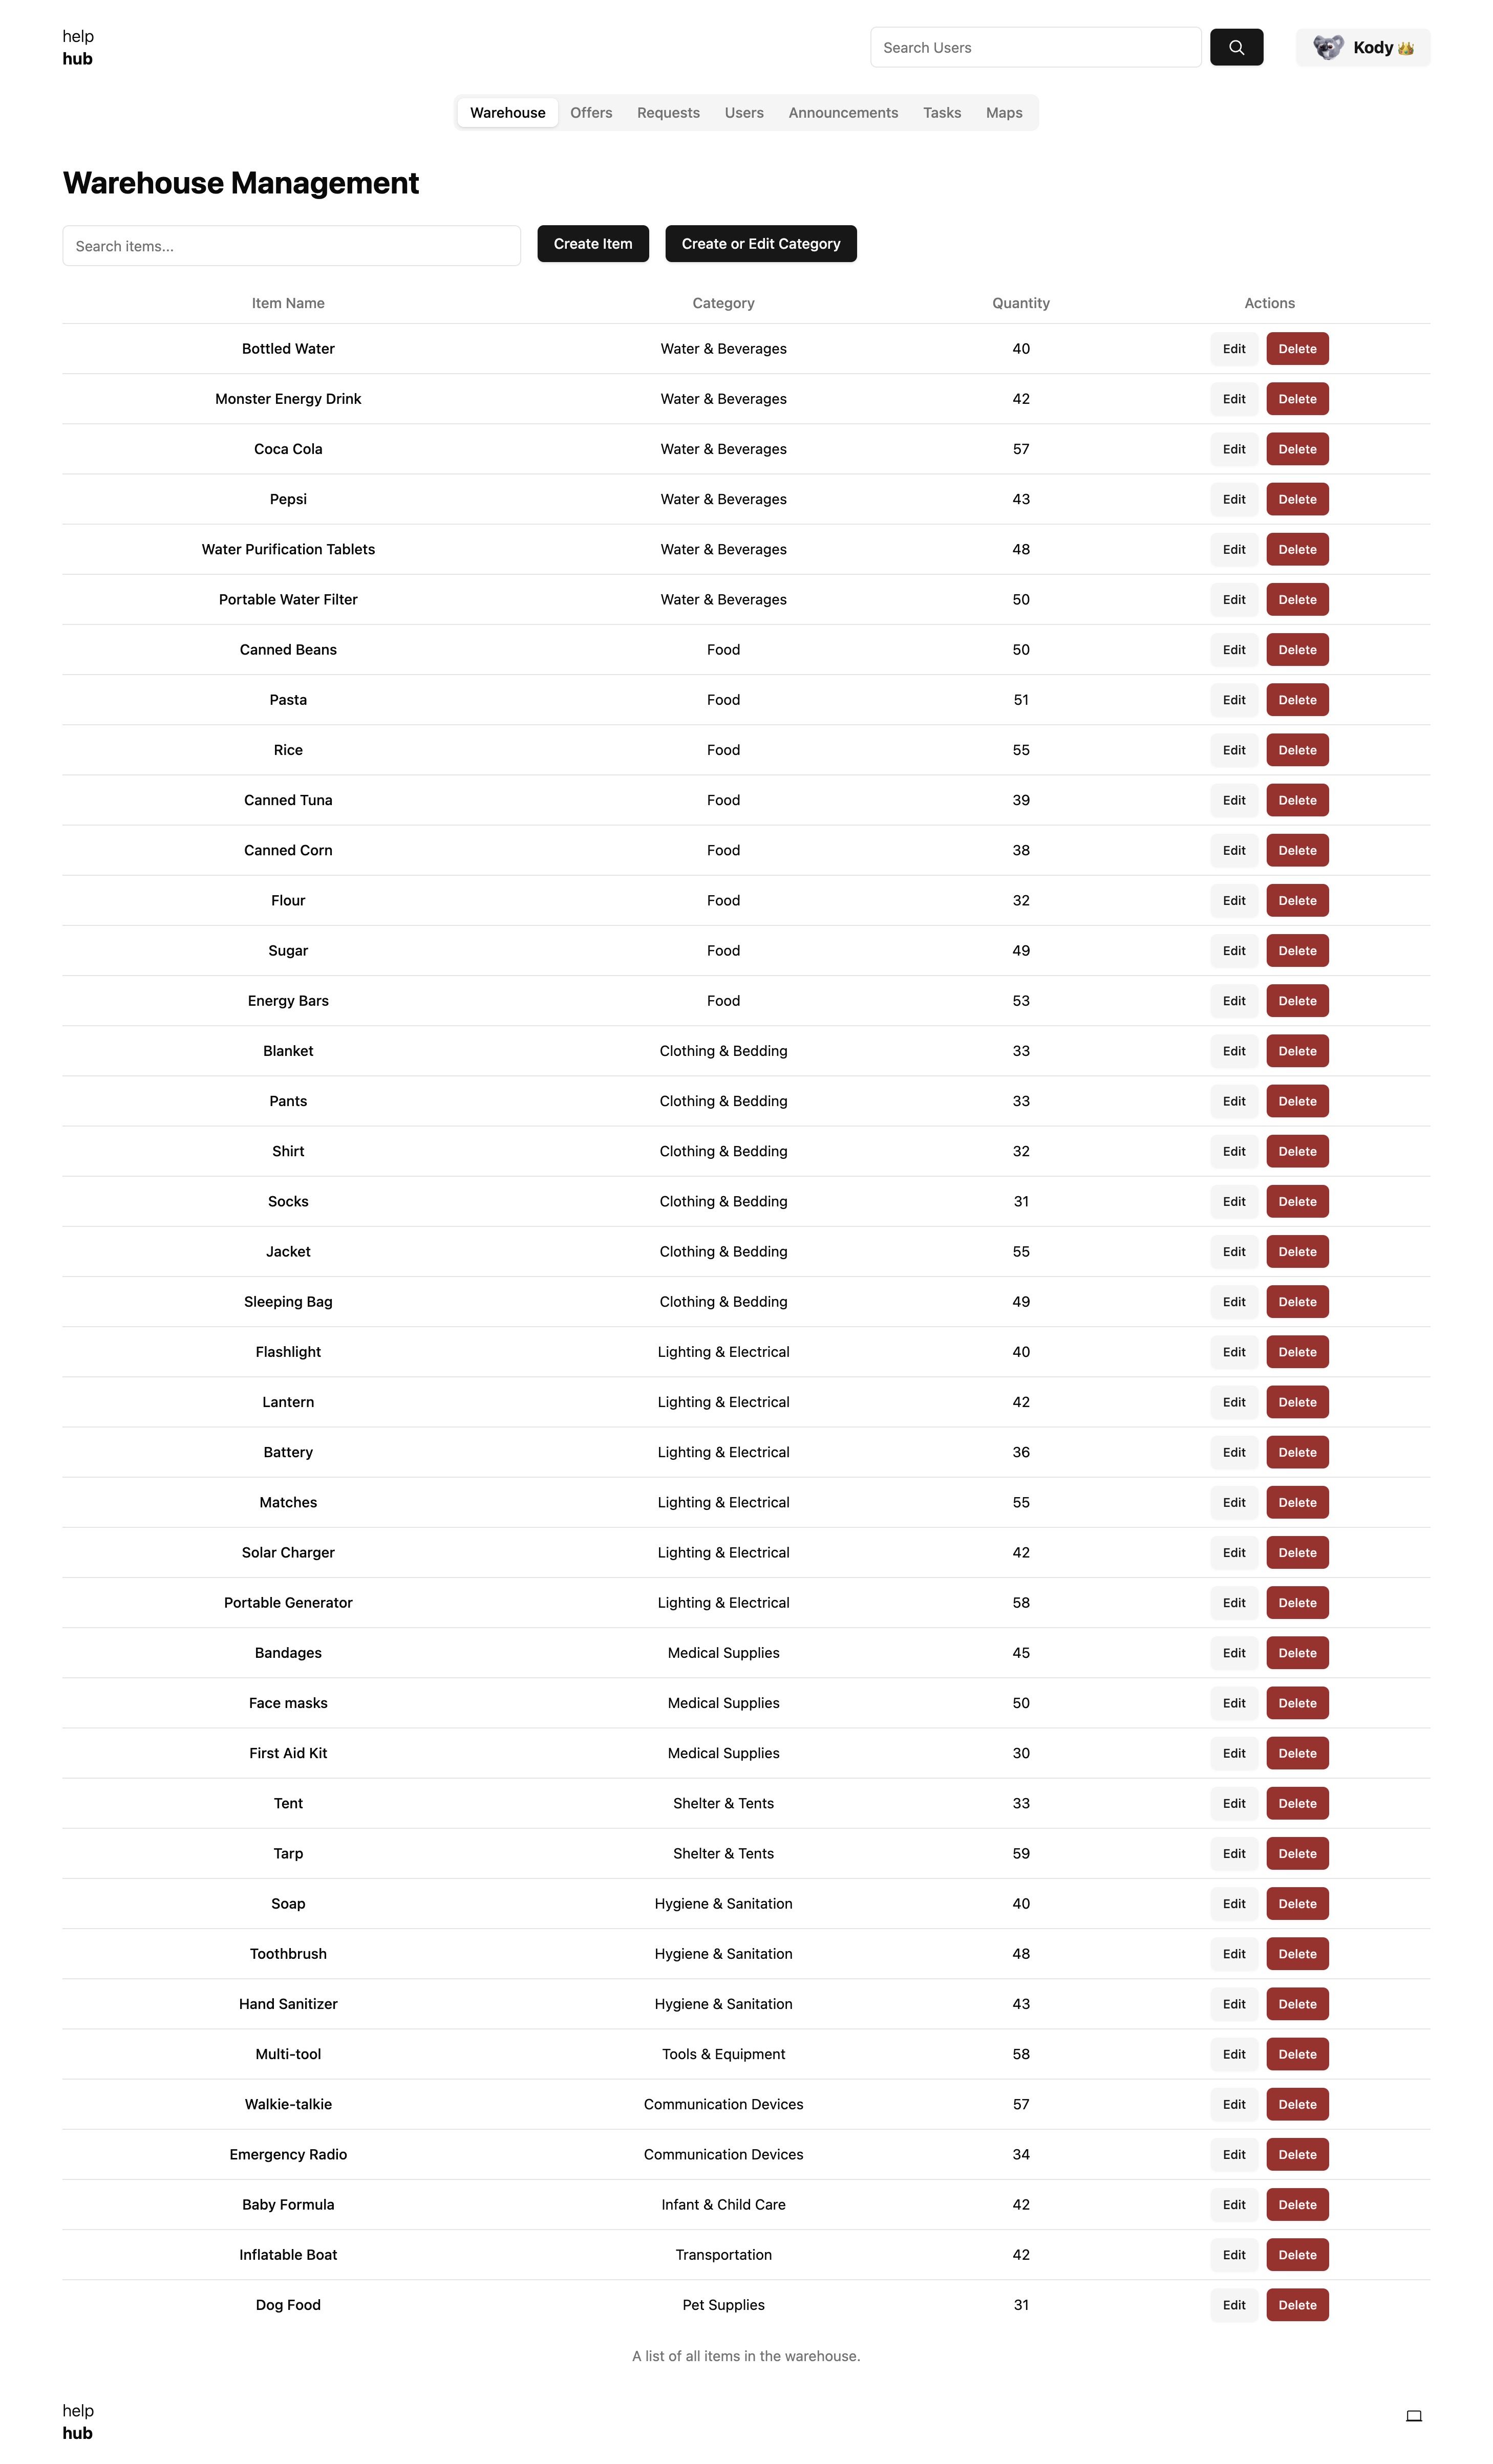 help
hub
Search Users
Kody 👑
Warehouse Offers Requests Users Announcements Tasks Maps
Warehouse Management
Search items...
Create Item
Create or Edit Category
Item Name Category Quantity Actions
Bottled Water Water & Beverages 40 Edit Delete
Monster Energy Drink Water & Beverages 42 Edit Delete
Coca Cola Water & Beverages 57 Edit Delete
Pepsi Water & Beverages 43 Edit Delete
Water Purification Tablets Water & Beverages 48 Edit Delete
Portable Water Filter Water & Beverages 50 Edit Delete
Canned Beans Food 50 Edit Delete
Pasta Food 51 Edit Delete
Rice Food 55 Edit Delete
Canned Tuna Food 39 Edit Delete
Canned Corn Food 38 Edit Delete
Flour Food 32 Edit Delete
Sugar Food 49 Edit Delete
Energy Bars Food 53 Edit Delete
Blanket Clothing & Bedding 33 Edit Delete
Pants Clothing & Bedding 33 Edit Delete
Shirt Clothing & Bedding 32 Edit Delete
Socks Clothing & Bedding 31 Edit Delete
Jacket Clothing & Bedding 55 Edit Delete
Sleeping Bag Clothing & Bedding 49 Edit Delete
Flashlight Lighting & Electrical 40 Edit Delete
Lantern Lighting & Electrical 42 Edit Delete
Battery Lighting & Electrical 36 Edit Delete
Matches Lighting & Electrical 55 Edit Delete
Solar Charger Lighting & Electrical 42 Edit Delete
Portable Generator Lighting & Electrical 58 Edit Delete
Bandages Medical Supplies 45 Edit Delete
Face masks Medical Supplies 50 Edit Delete
First Aid Kit Medical Supplies 30 Edit Delete
Tent Shelter & Tents 33 Edit Delete
Tarp Shelter & Tents 59 Edit Delete
Soap Hygiene & Sanitation 40 Edit Delete
Toothbrush Hygiene & Sanitation 48 Edit Delete
Hand Sanitizer Hygiene & Sanitation 43 Edit Delete
Multi-tool Tools & Equipment 58 Edit Delete
Walkie-talkie Communication Devices 57 Edit Delete
Emergency Radio Communication Devices 34 Edit Delete
Baby Formula Infant & Child Care 42 Edit Delete
Inflatable Boat Transportation 42 Edit Delete
Dog Food Pet Supplies 31 Edit Delete
A list of all items in the warehouse.
help
hub